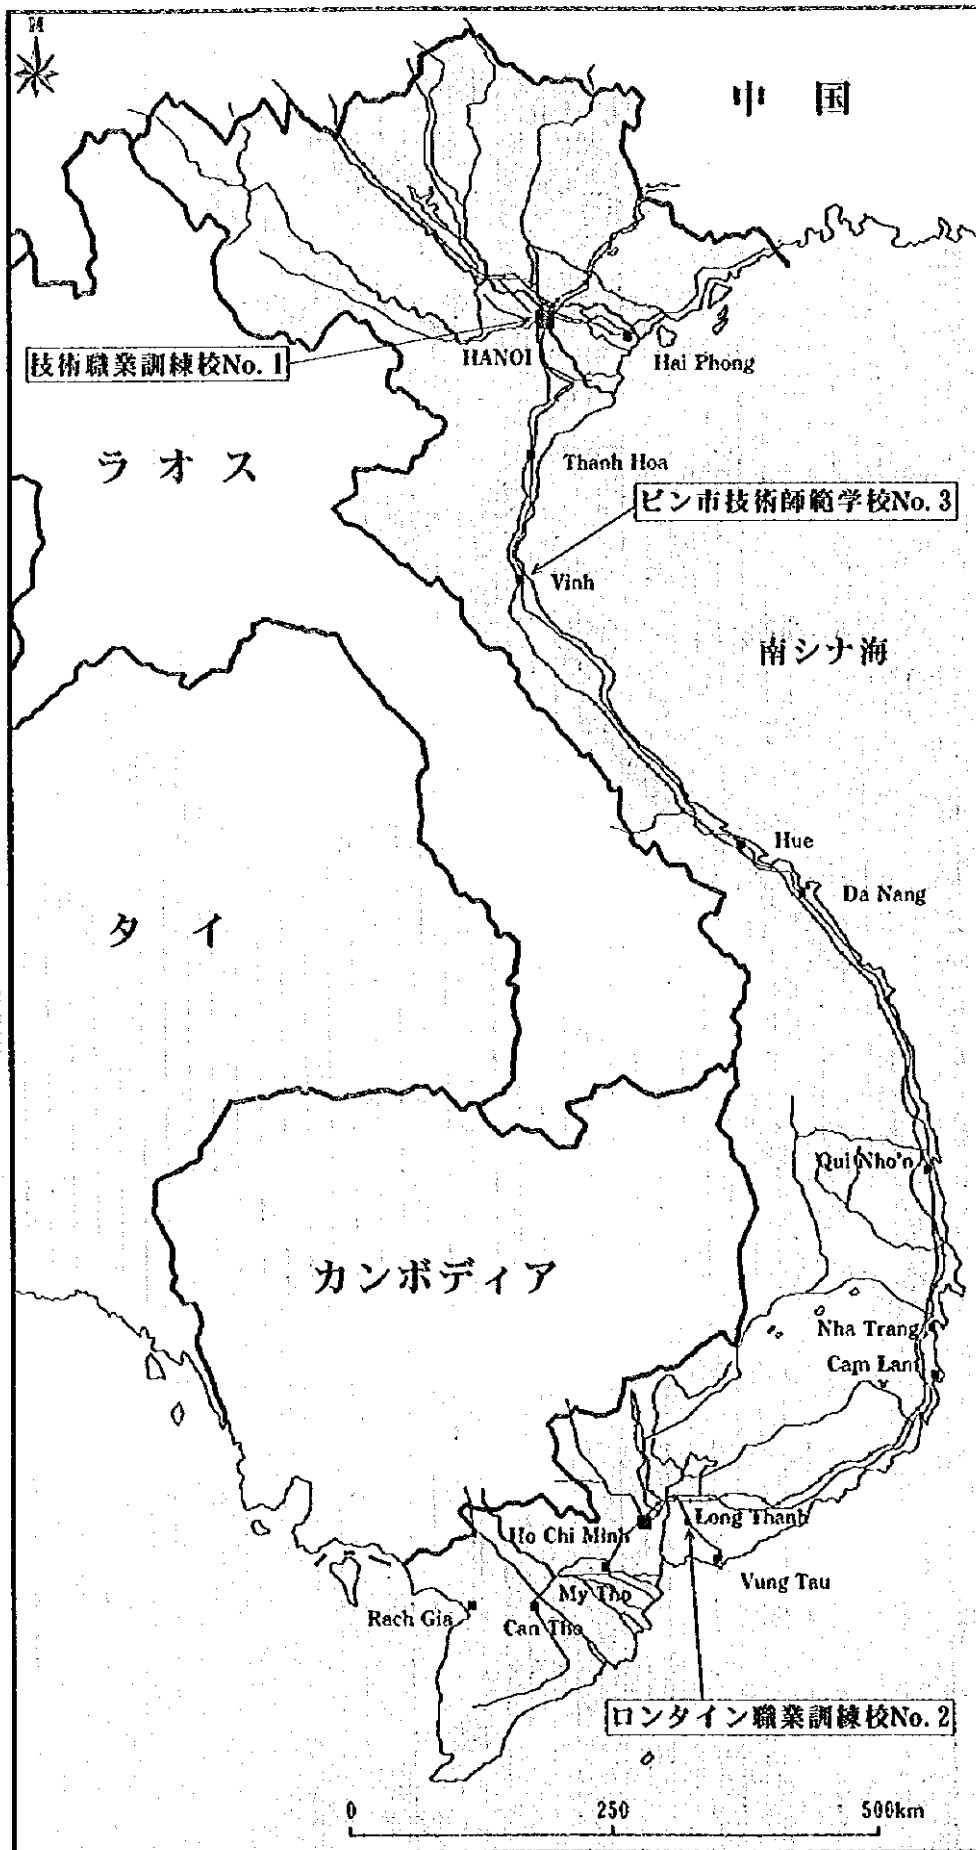 N
中国
技術職業訓練校No. 1
HANOI
Hai Phong
ラオス
Thanh Hoa
ビン市技術師範学校No. 3
Vinh
南シナ海
Hue
Da Nang
タイ
Qui Nho'n
カンボディア
Nha Trang
Cam Lanh
Long Thanh
Ho Chi Minh
Vung Tau
My Tho
Rach Gia
Can Tho
ロンタイン職業訓練校No. 2
0 250 500km